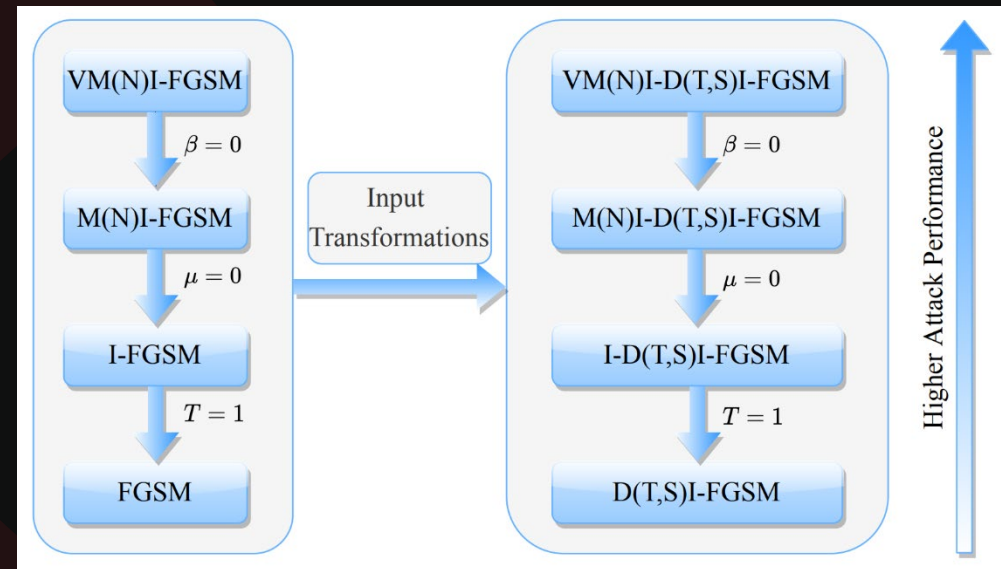 VM(N)I-FGSM
β = 0
M(N)I-FGSM
μ = 0
I-FGSM
T = 1
FGSM
Input
Transformations
VM(N)I-D(T,S)I-FGSM
β = 0
M(N)I-D(T,S)I-FGSM
μ = 0
I-D(T,S)I-FGSM
T = 1
D(T,S)I-FGSM
Higher Attack Performance